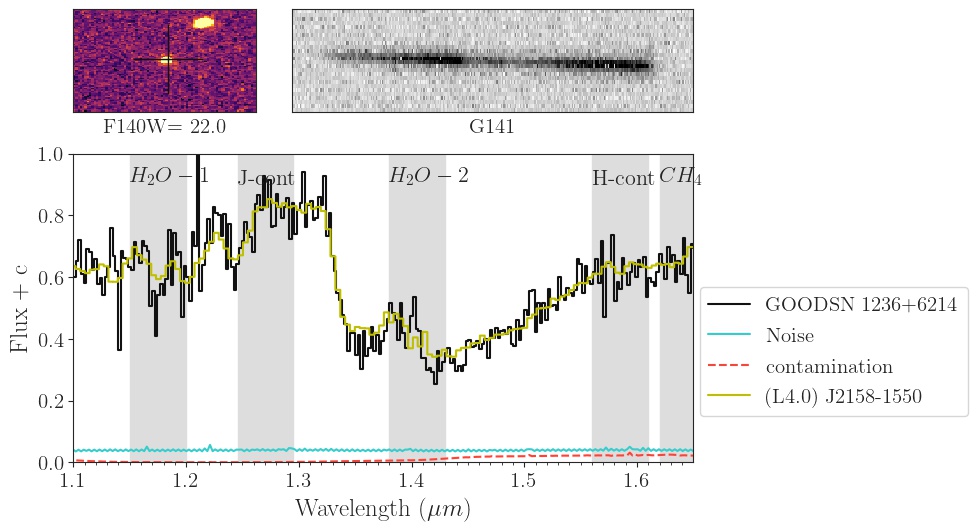 F140W= 22.0
G141
H₂O − 1
J-cont
H₂O − 2
H-cont
CH₄
1.0
0.8
0.6
0.4
0.2
0.0
Flux + c
1.1 1.2 1.3 1.4 1.5 1.6
Wavelength (μm)
GOODSN 1236+6214
Noise
contamination
(L4.0) J2158-1550